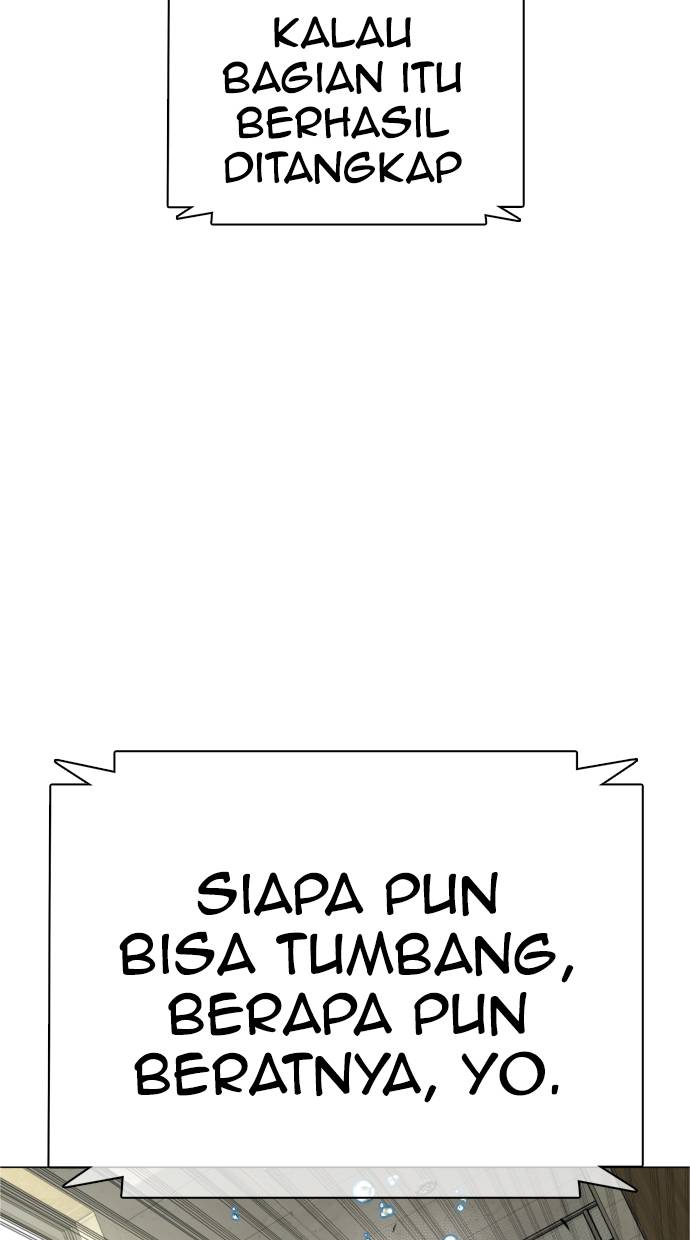 KALAU
BAGIAN ITU
BERHASIL
DITANGKAP
SIAPA PUN
BISA TUMBANG,
BERAPA PUN
BERATNYA, YO.